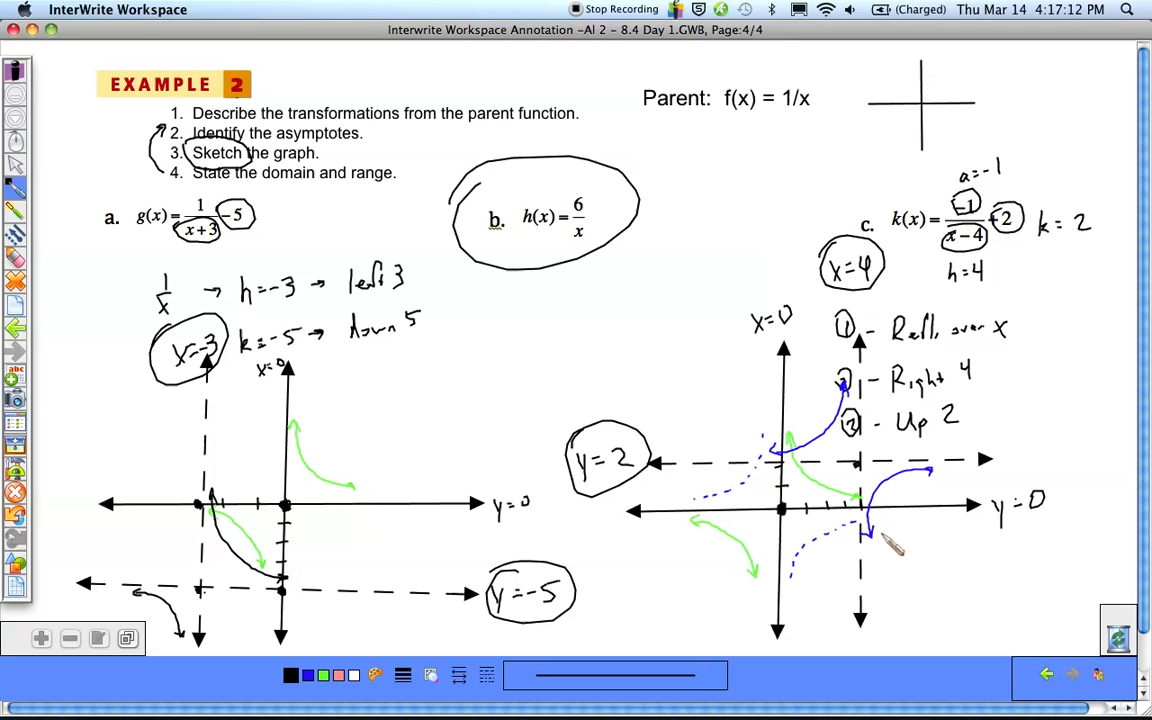 InterWrite Workspace
Stop Recording
(Charged)
Thu Mar 14 4:17:12 PM
Interwrite Workspace Annotation -Al 2 - 8.4 Day 1.GWB, Page:4/4
EXAMPLE 2
1. Describe the transformations from the parent function.
2. Identify the asymptotes.
3. Sketch the graph.
4. State the domain and range.
Parent: f(x) = 1/x
a. g(x) = 1/(x+3) − 5
b. h(x) = 6/x
c. k(x) = −1/(x−4) + 2
a=-1
k=2
h=4
x=4
1/x → h=-3 → left 3
k=-5 → down 5
x=-3
x=0
y=0
y=-5
x=0
① - Refl. over x
② - Right 4
② - Up 2
y=2
y=0
abc